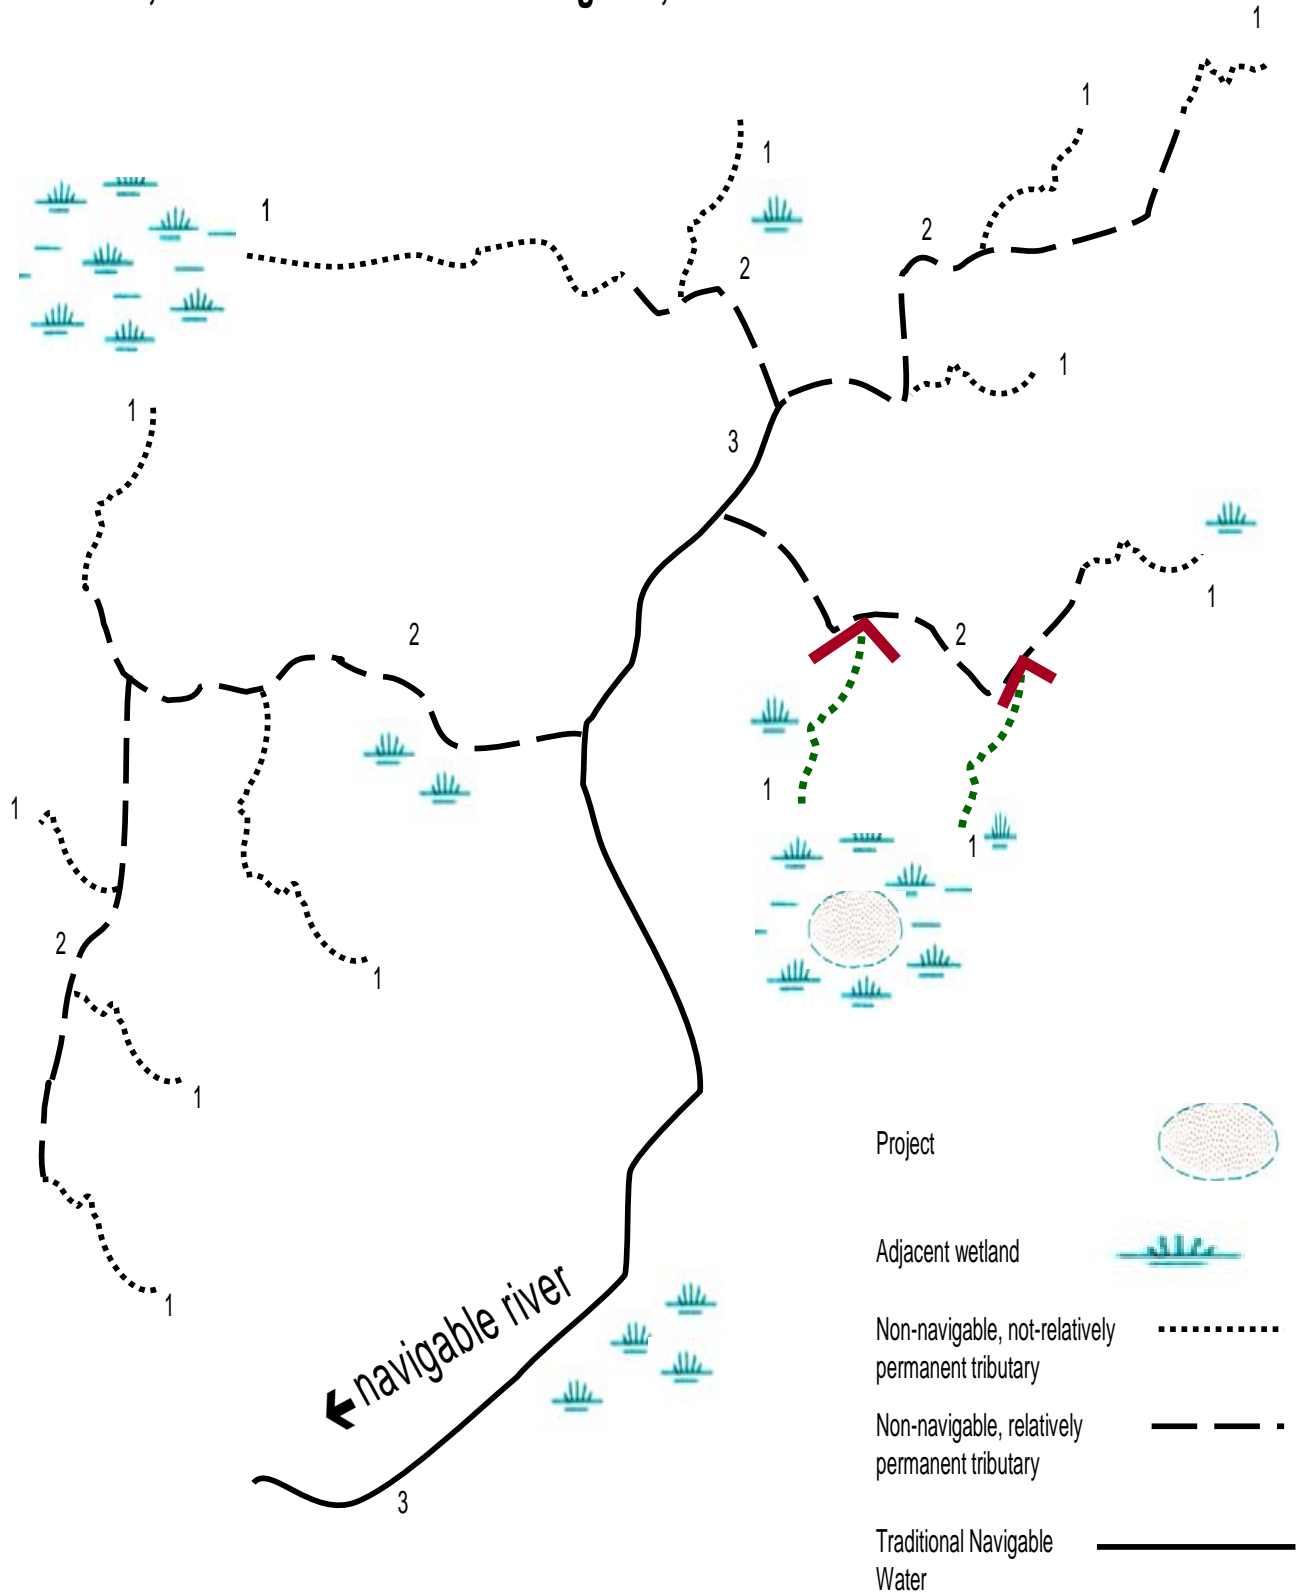 1
1
1
1
2
2
1
1
3
1
2
2
1
1
1
1
2
1
1
1
Project
Adjacent wetland
Non-navigable, not-relatively
permanent tributary
1
navigable river
Non-navigable, relatively
permanent tributary
3
Traditional Navigable
Water